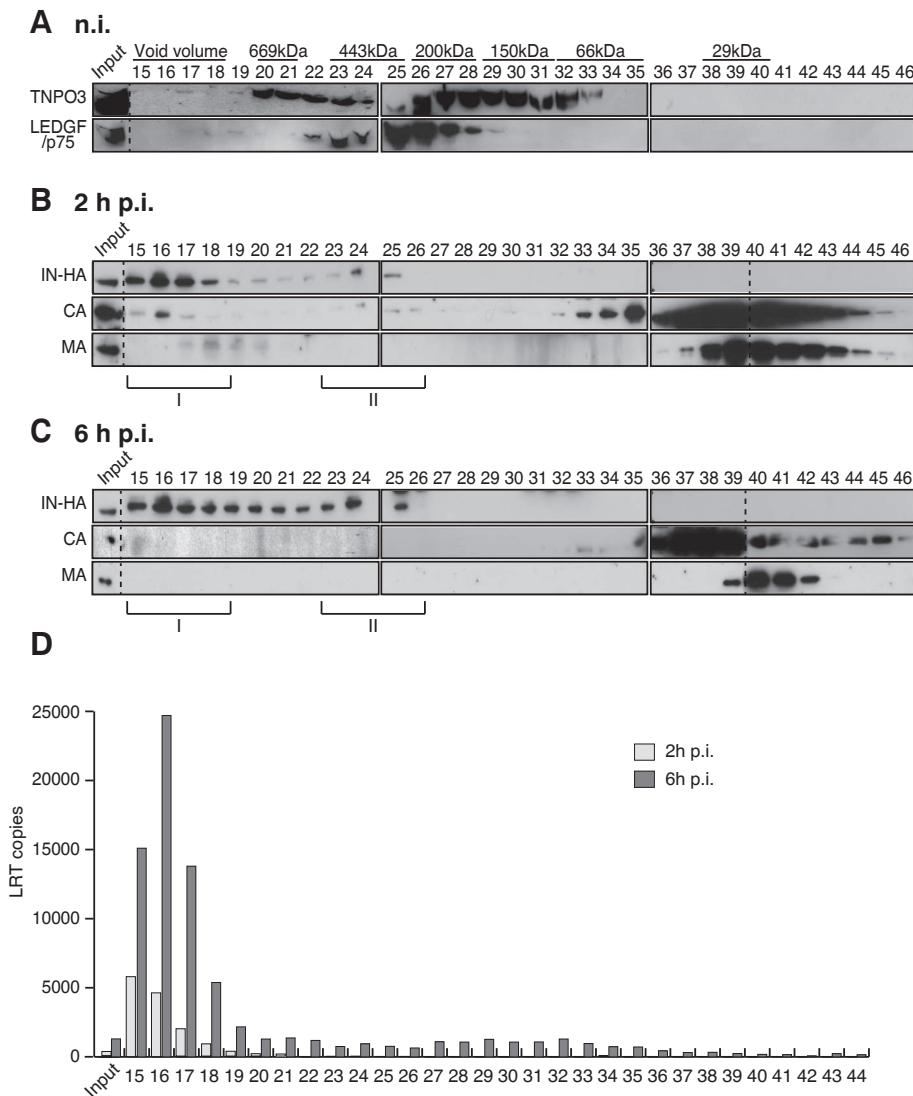 A n.i.
Input Void volume 669kDa 443kDa 200kDa 150kDa 66kDa 29kDa
15 16 17 18 19 20 21 22 23 24 25 26 27 28 29 30 31 32 33 34 35 36 37 38 39 40 41 42 43 44 45 46
TNPO3
LEDGF
/p75
B 2 h p.i.
Input 15 16 17 18 19 20 21 22 23 24 25 26 27 28 29 30 31 32 33 34 35 36 37 38 39 40 41 42 43 44 45 46
IN-HA
CA
MA
I II
C 6 h p.i.
Input 15 16 17 18 19 20 21 22 23 24 25 26 27 28 29 30 31 32 33 34 35 36 37 38 39 40 41 42 43 44 45 46
IN-HA
CA
MA
I II
D
25000
20000
15000
10000
5000
0
LRT copies
2h p.i.
6h p.i.
Input 15 16 17 18 19 20 21 22 23 24 25 26 27 28 29 30 31 32 33 34 35 36 37 38 39 40 41 42 43 44